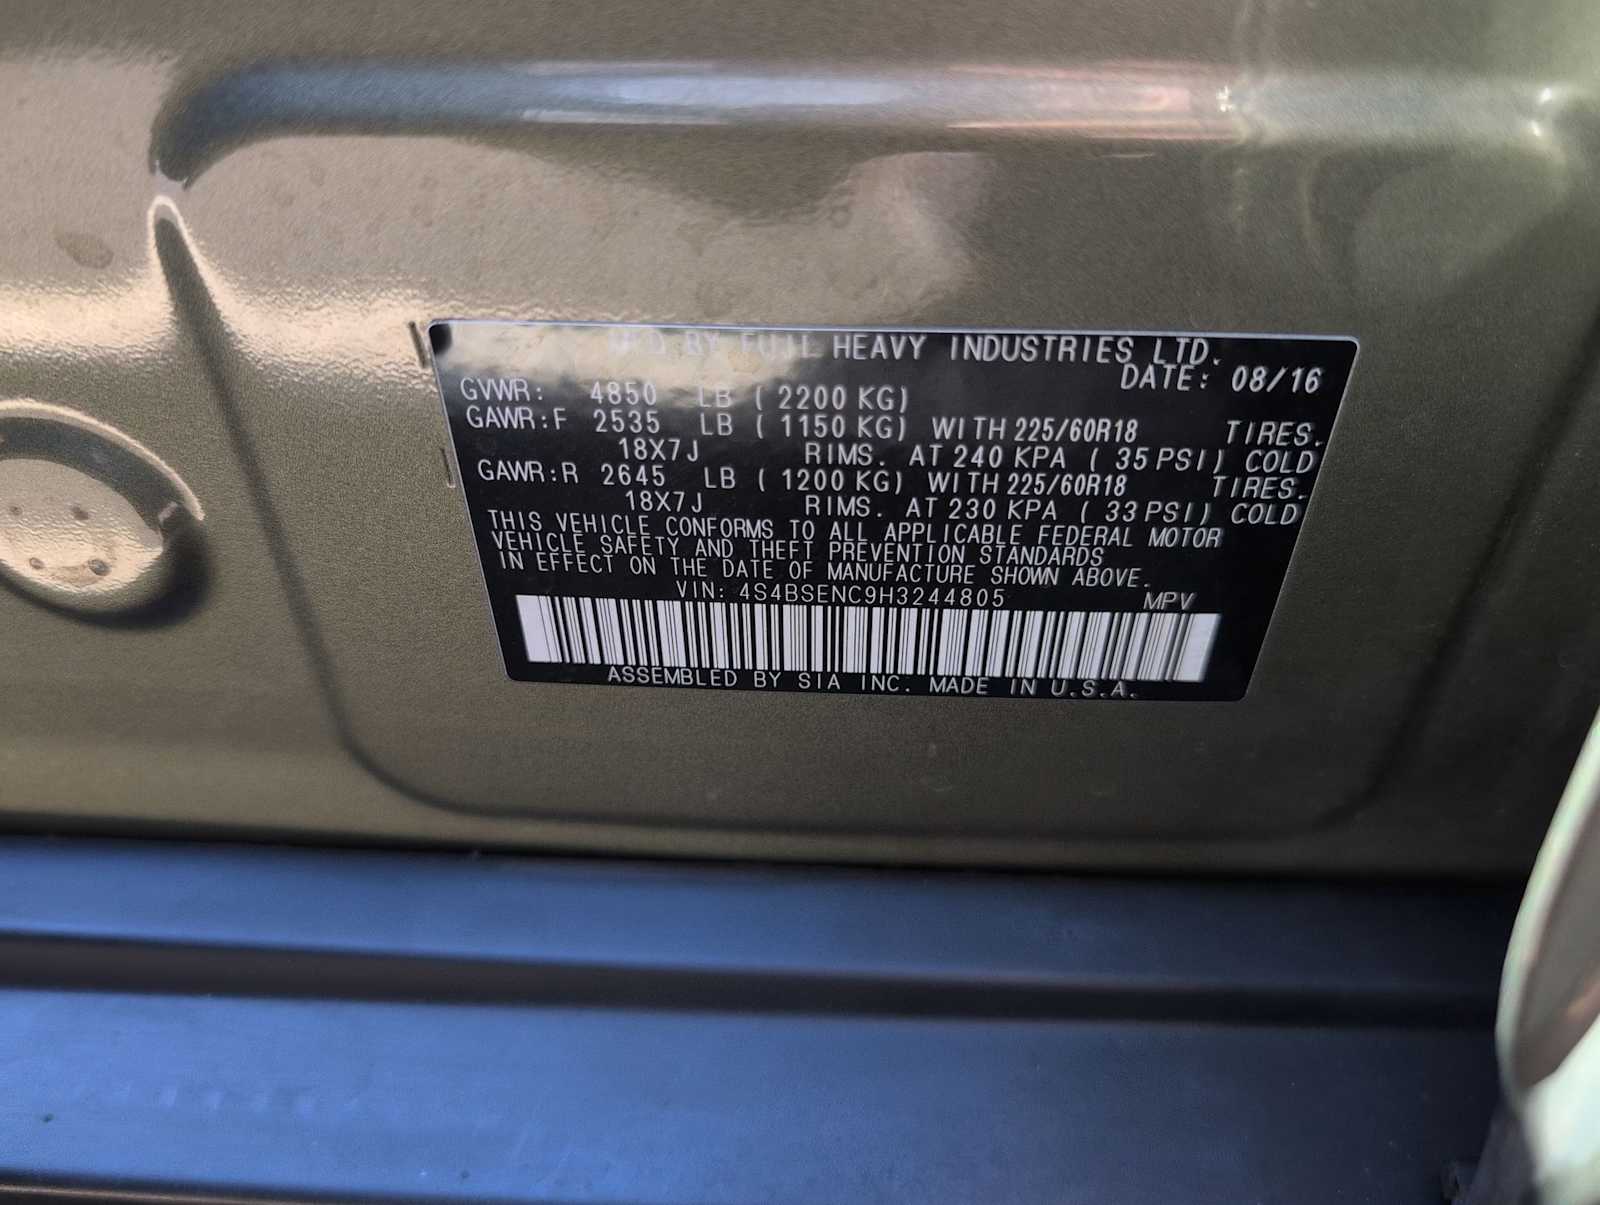 MFD BY FUJI HEAVY INDUSTRIES LTD.
DATE: 08/16
GVWR: 4850 LB ( 2200 KG)
GAWR:F 2535 LB ( 1150 KG) WITH 225/60R18 TIRES.
18X7J RIMS. AT 240 KPA ( 35 PSI) COLD
GAWR:R 2645 LB ( 1200 KG) WITH 225/60R18 TIRES.
18X7J RIMS. AT 230 KPA ( 33 PSI) COLD
THIS VEHICLE CONFORMS TO ALL APPLICABLE FEDERAL MOTOR
VEHICLE SAFETY AND THEFT PREVENTION STANDARDS
IN EFFECT ON THE DATE OF MANUFACTURE SHOWN ABOVE.
VIN: 4S4BSENC9H3244805 MPV
ASSEMBLED BY SIA INC. MADE IN U.S.A.